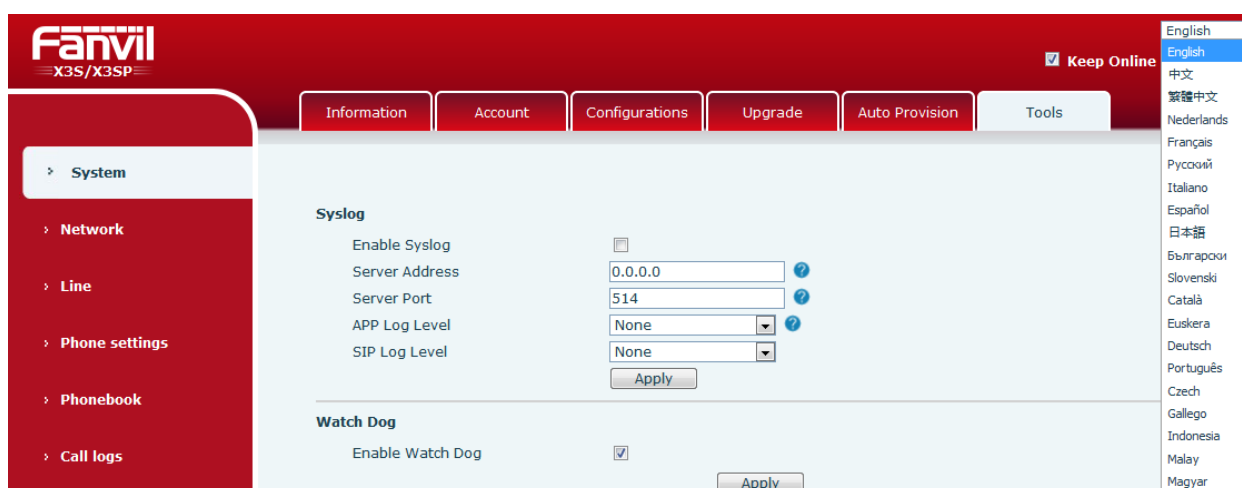 Fanvil
X3S/X3SP
Keep Online
English
English
中文
繁體中文
Nederlands
Français
Русский
Italiano
Español
日本語
Български
Slovenski
Català
Euskera
Deutsch
Português
Czech
Gallego
Indonesia
Malay
Magyar
Information Account Configurations Upgrade Auto Provision Tools
› System
› Network
› Line
› Phone settings
› Phonebook
› Call logs
Syslog
Enable Syslog
Server Address 0.0.0.0 ?
Server Port 514 ?
APP Log Level None ?
SIP Log Level None
Apply
Watch Dog
Enable Watch Dog
Apply